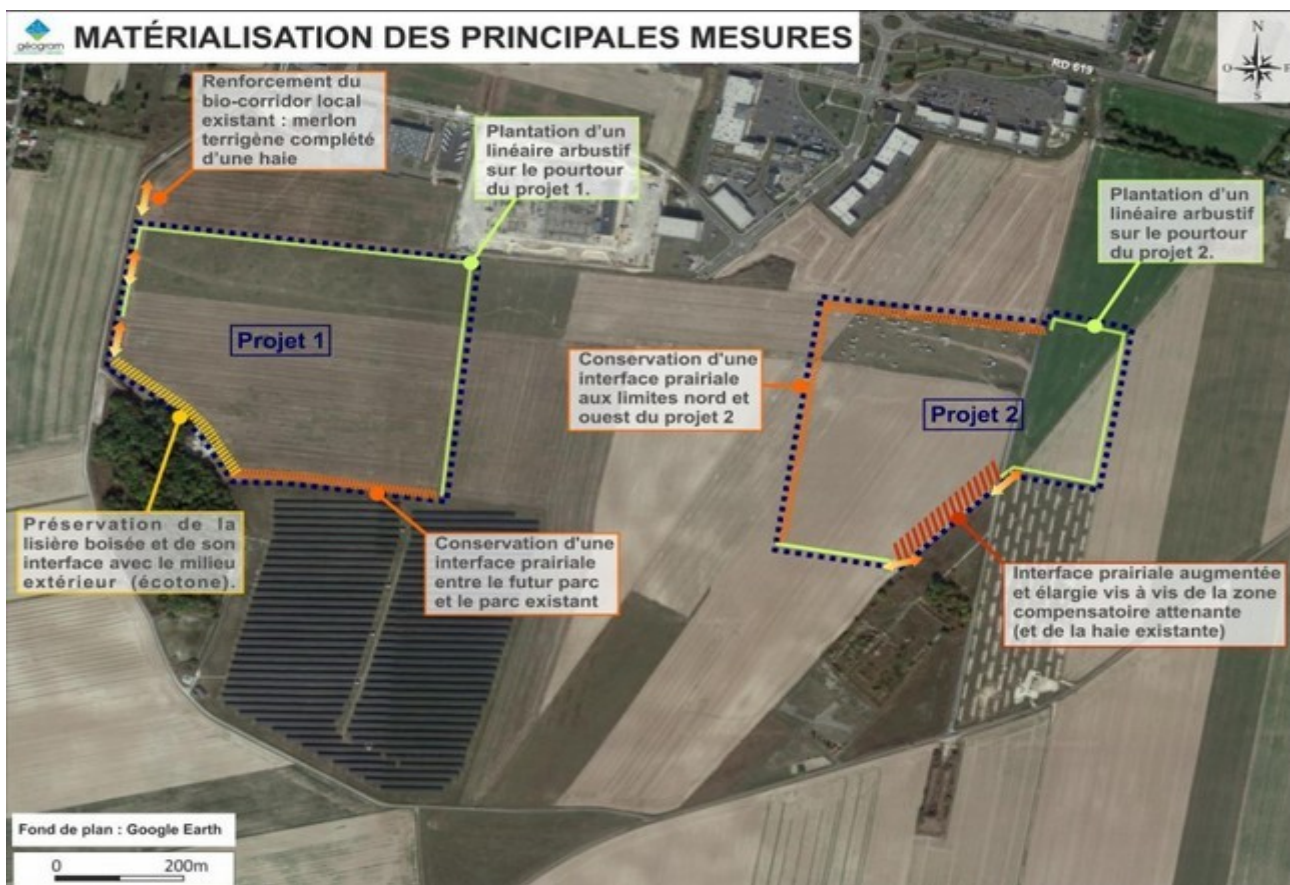 géogram
MATÉRIALISATION DES PRINCIPALES MESURES
N
O
E
S
RD 619
Renforcement du
bio-corridor local
existant : merlon
terrigène complété
d'une haie
Plantation d'un
linéaire arbustif
sur le pourtour
du projet 1.
Plantation d'un
linéaire arbustif
sur le pourtour
du projet 2.
Projet 1
Conservation d'une
interface prairiale
aux limites nord et
ouest du projet 2
Projet 2
Préservation de la
lisière boisée et de son
interface avec le milieu
extérieur (écotone).
Conservation d'une
interface prairiale
entre le futur parc
et le parc existant
Interface prairiale augmentée
et élargie vis à vis de la zone
compensatoire attenante
(et de la haie existante)
Fond de plan : Google Earth
0 200m